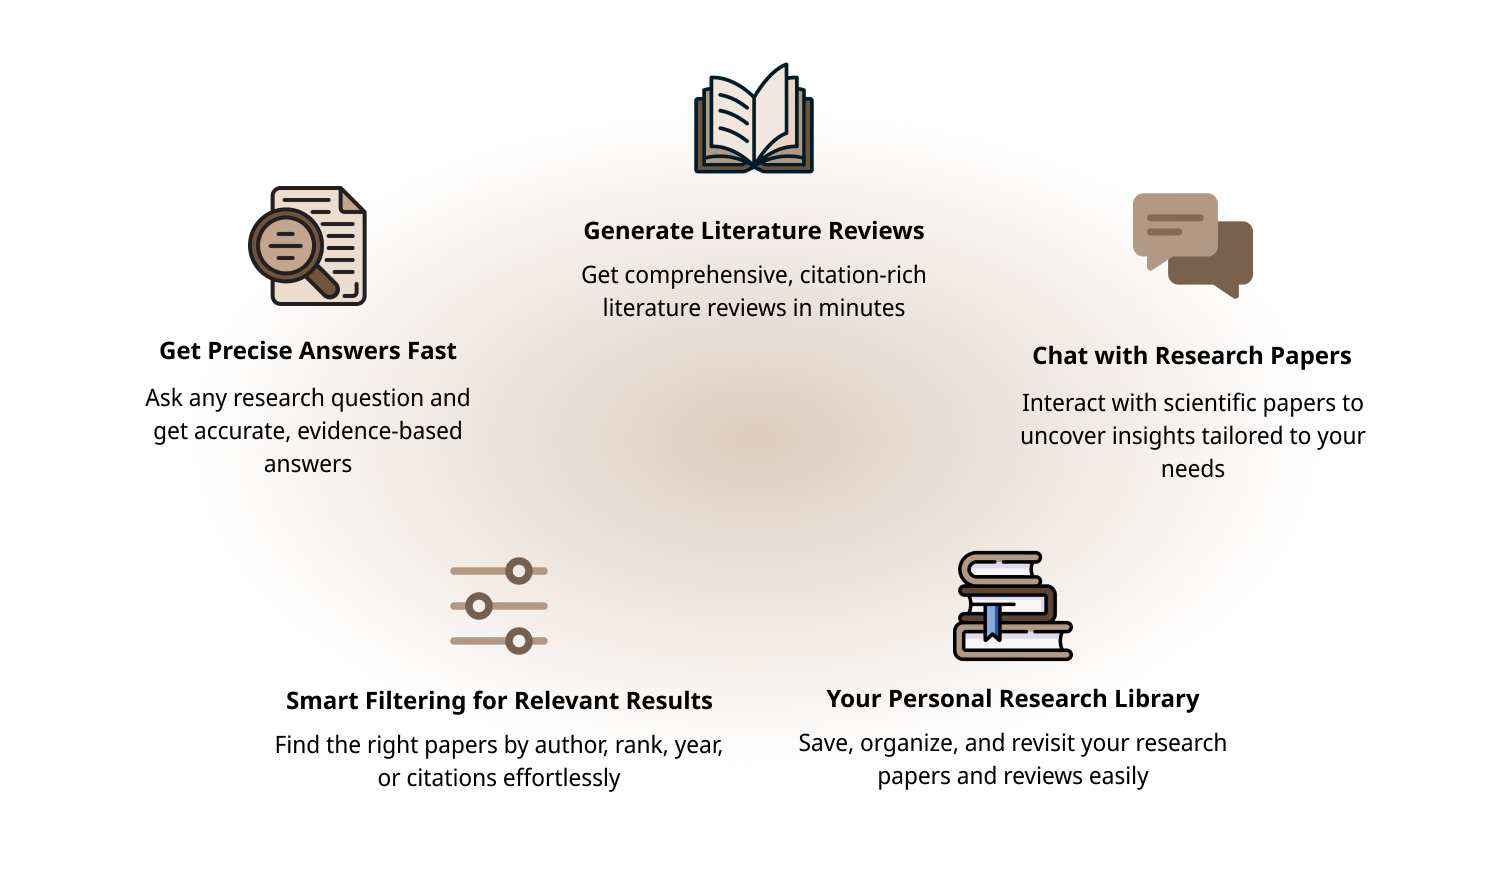 Generate Literature Reviews
Get comprehensive, citation-rich
literature reviews in minutes
Get Precise Answers Fast
Ask any research question and
get accurate, evidence-based
answers
Chat with Research Papers
Interact with scientific papers to
uncover insights tailored to your
needs
Smart Filtering for Relevant Results
Find the right papers by author, rank, year,
or citations effortlessly
Your Personal Research Library
Save, organize, and revisit your research
papers and reviews easily